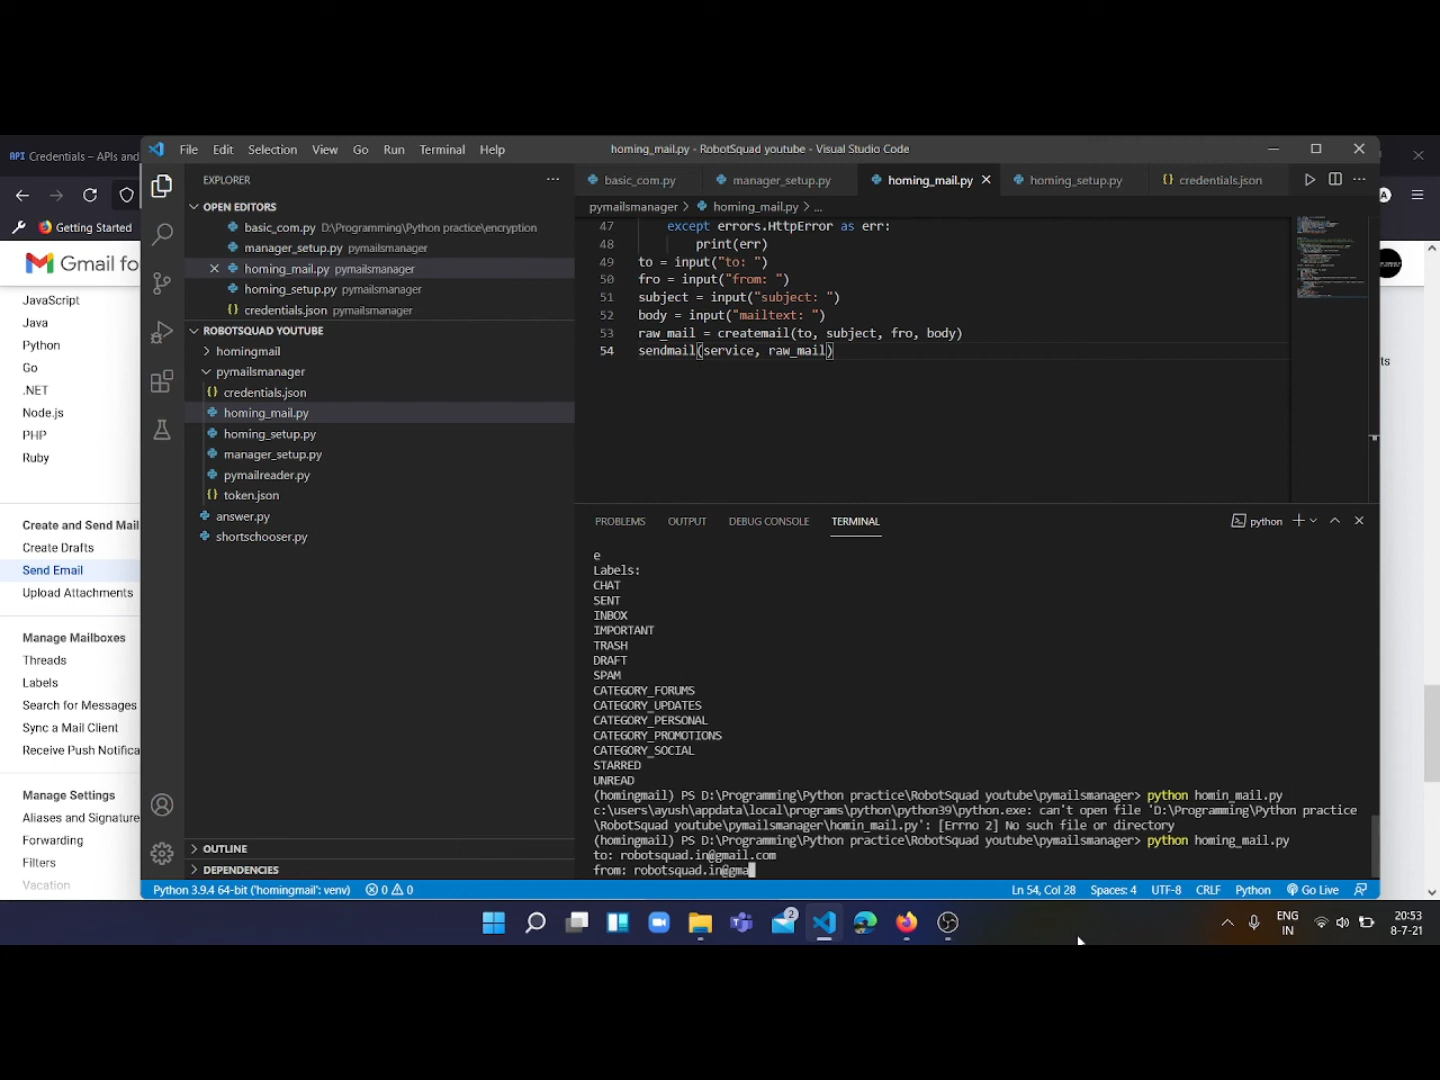 API Credentials – APIs and
File Edit Selection View Go Run Terminal Help
homing_mail.py - RobotSquad youtube - Visual Studio Code
Getting Started
Gmail fo
JavaScript
Java
Python
Go
.NET
Node.js
PHP
Ruby
Create and Send Mail
Create Drafts
Send Email
Upload Attachments
Manage Mailboxes
Threads
Labels
Search for Messages
Sync a Mail Client
Receive Push Notifica
Manage Settings
Aliases and Signature
Forwarding
Filters
Vacation
EXPLORER
OPEN EDITORS
basic_com.py D:\Programming\Python practice\encryption
manager_setup.py pymailsmanager
homing_mail.py pymailsmanager
homing_setup.py pymailsmanager
{} credentials.json pymailsmanager
ROBOTSQUAD YOUTUBE
homingmail
pymailsmanager
{} credentials.json
homing_mail.py
homing_setup.py
manager_setup.py
pymailreader.py
{} token.json
answer.py
shortschooser.py
OUTLINE
DEPENDENCIES
basic_com.py manager_setup.py homing_mail.py homing_setup.py {} credentials.json
pymailsmanager > homing_mail.py > ...
47 except errors.HttpError as err:
48 print(err)
49 to = input("to: ")
50 fro = input("from: ")
51 subject = input("subject: ")
52 body = input("mailtext: ")
53 raw_mail = createmail(to, subject, fro, body)
54 sendmail(service, raw_mail)
PROBLEMS OUTPUT DEBUG CONSOLE TERMINAL python
e
Labels:
CHAT
SENT
INBOX
IMPORTANT
TRASH
DRAFT
SPAM
CATEGORY_FORUMS
CATEGORY_UPDATES
CATEGORY_PERSONAL
CATEGORY_PROMOTIONS
CATEGORY_SOCIAL
STARRED
UNREAD
(homingmail) PS D:\Programming\Python practice\RobotSquad youtube\pymailsmanager> python homin_mail.py
c:\users\ayush\appdata\local\programs\python\python39\python.exe: can't open file 'D:\Programming\Python practice
\RobotSquad youtube\pymailsmanager\homin_mail.py': [Errno 2] No such file or directory
(homingmail) PS D:\Programming\Python practice\RobotSquad youtube\pymailsmanager> python homing_mail.py
to: robotsquad.in@gmail.com
from: robotsquad.in@gma
Python 3.9.4 64-bit ('homingmail': venv) 0 0 Ln 54, Col 28 Spaces: 4 UTF-8 CRLF Python Go Live
A
ts
2
ENG
IN
20:53
8-7-21